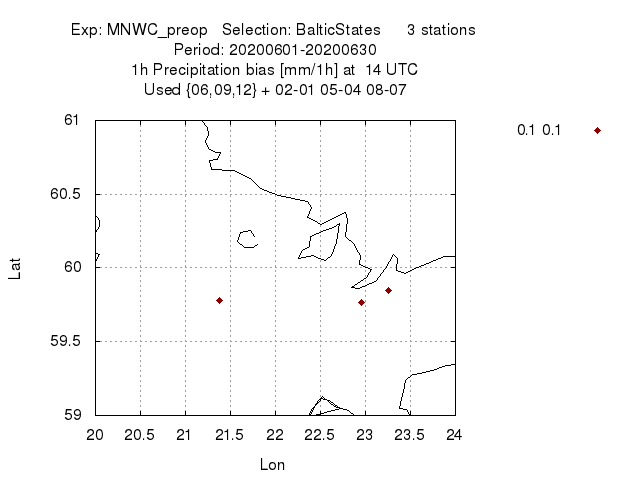 Exp: MNWC_preop   Selection: BalticStates      3 stations
Period: 20200601-20200630
1h Precipitation bias [mm/1h] at  14 UTC
Used {06,09,12} + 02-01 05-04 08-07
0.1 0.1
61
60.5
60
59.5
59
Lat
20 20.5 21 21.5 22 22.5 23 23.5 24
Lon